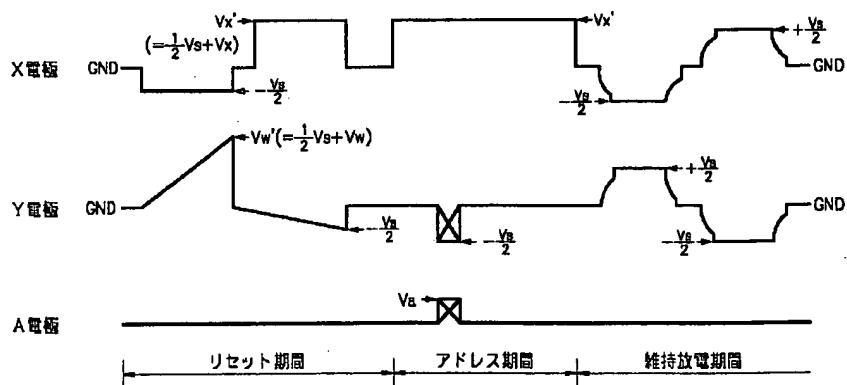 Vx'
(=1/2Vs+Vx)
X電極
GND
-Vs/2
Vx'
-Vs/2
+Vs/2
GND
Vw'(=1/2Vs+Vw)
Y電極
GND
-Vs/2
-Vs/2
+Vs/2
-Vs/2
GND
Va
A電極
リセット期間
アドレス期間
維持放電期間